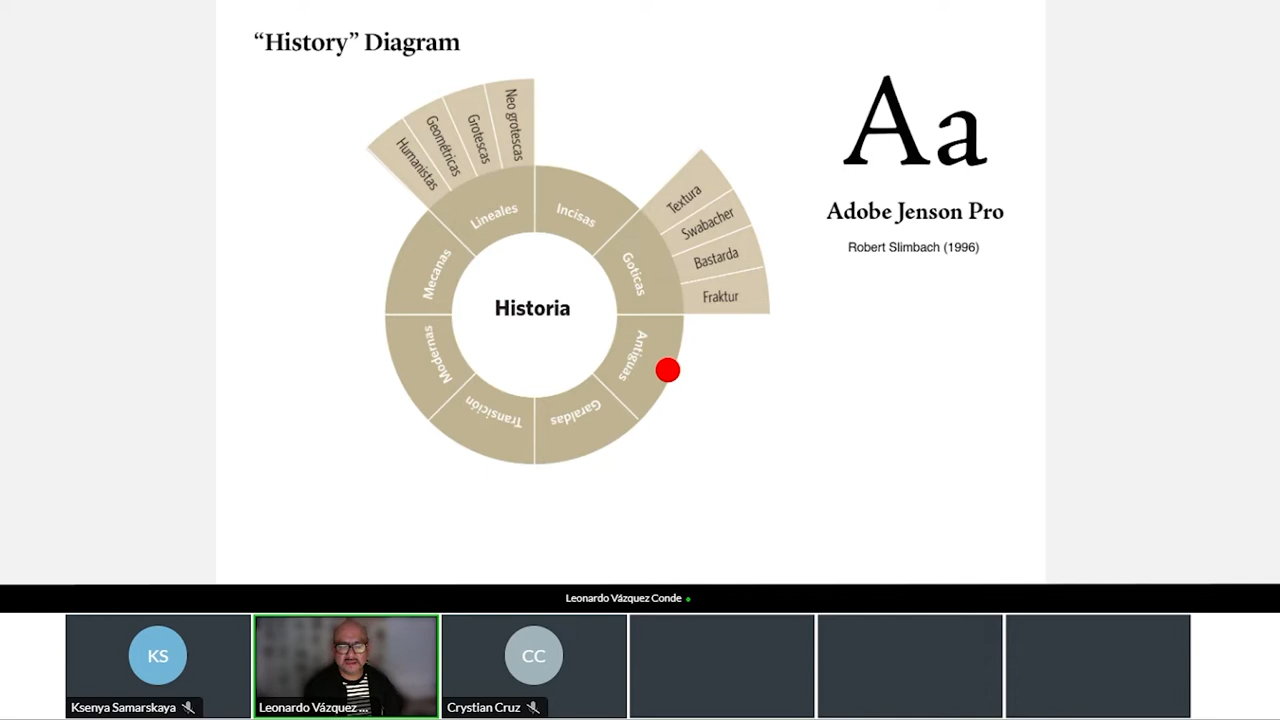 “History” Diagram
Humanistas
Geométricas
Grotescas
Neo grotescas
Lineales
Incisas
Textura
Swabacher
Bastarda
Fraktur
Goticas
Mecanas
Historia
Antiguas
Modernas
Transición
Garaldas
Aa
Adobe Jenson Pro
Robert Slimbach (1996)
Leonardo Vázquez Conde
KS
CC
Ksenya Samarskaya
Leonardo Vázquez ...
Crystian Cruz